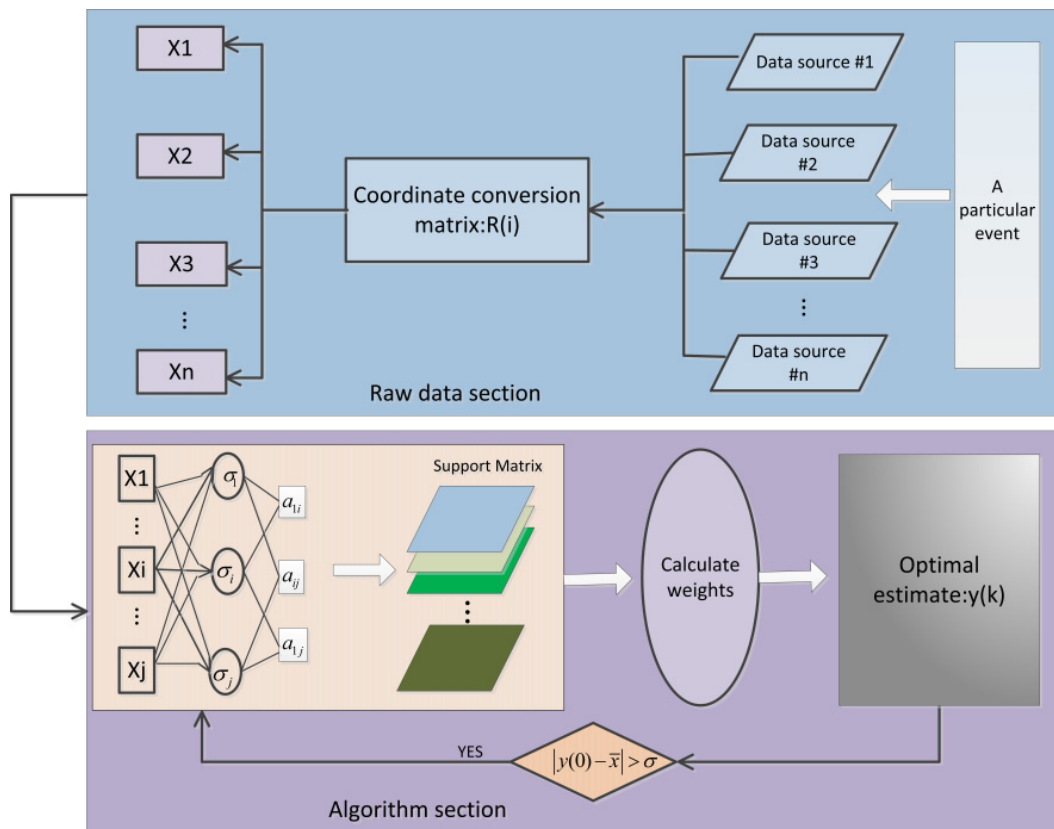 X1
X2
X3
⋮
Xn
Coordinate conversion
matrix:R(i)
Data source #1
Data source
#2
Data source
#3
⋮
Data source
#n
A
particular
event
Raw data section
X1
⋮
Xi
⋮
Xj
σ₁
σᵢ
σⱼ
a₁ᵢ
aᵢⱼ
a₁ⱼ
Support Matrix
⋮
Calculate
weights
Optimal
estimate:y(k)
YES
|y(0)−x̅|>σ
Algorithm section